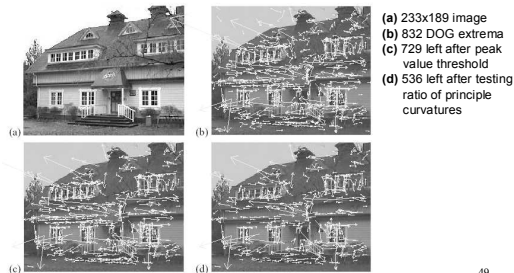 (a) 233x189 image
(b) 832 DOG extrema
(c) 729 left after peak
value threshold
(d) 536 left after testing
ratio of principle
curvatures
(a)
(b)
(c)
(d)
49